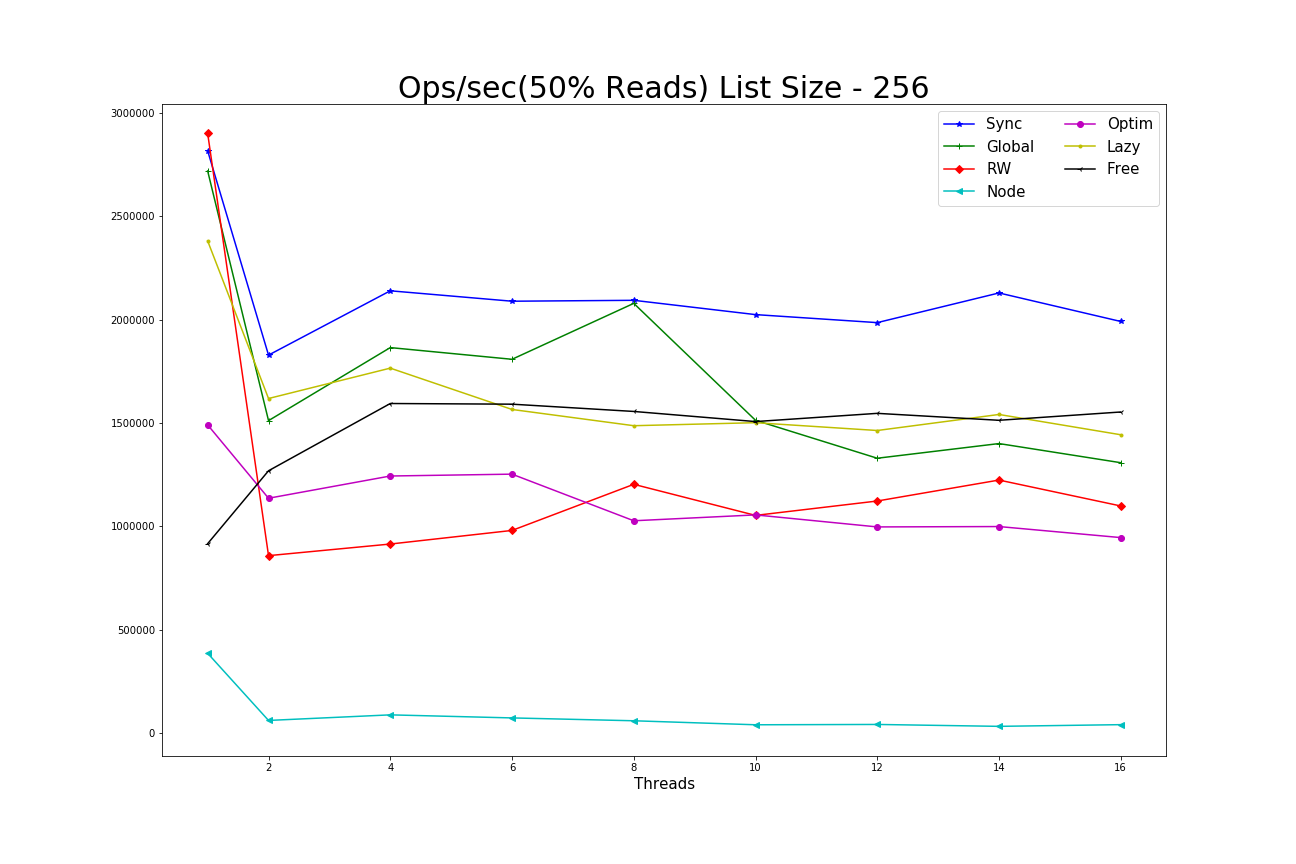 Ops/sec(50% Reads) List Size - 256
3000000
2500000
2000000
1500000
1000000
500000
0
Sync
Global
RW
Node
Optim
Lazy
Free
2 4 6 8 10 12 14 16
Threads